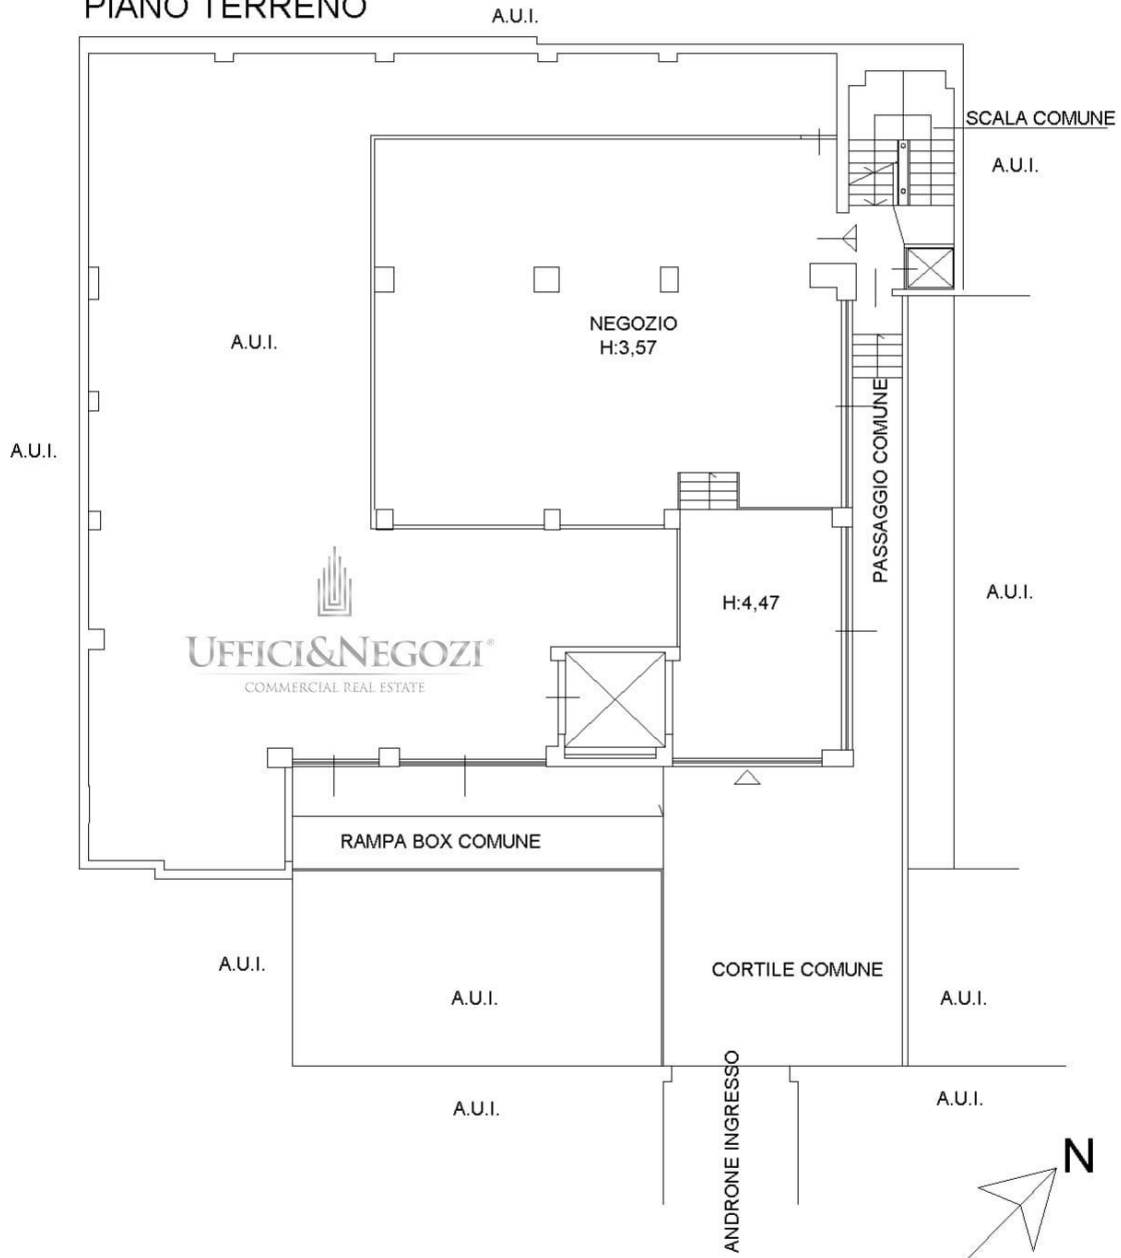 PIANO TERRENO
A.U.I.
SCALA COMUNE
A.U.I.
NEGOZIO
H:3,57
A.U.I.
PASSAGGIO COMUNE
A.U.I.
A.U.I.
H:4,47
UFFICI&NEGOZI®
COMMERCIAL REAL ESTATE
RAMPA BOX COMUNE
A.U.I.
CORTILE COMUNE
A.U.I.
A.U.I.
ANDRONE INGRESSO
A.U.I.
A.U.I.
N